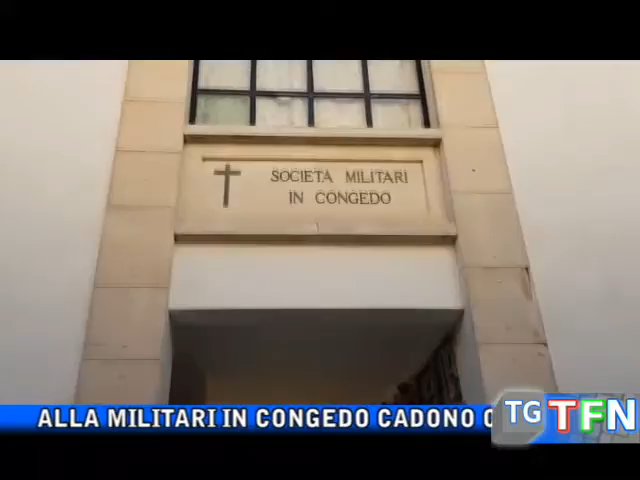 SOCIETA MILITARI
IN CONGEDO
ALLA MILITARI IN CONGEDO CADONO
TG TFN